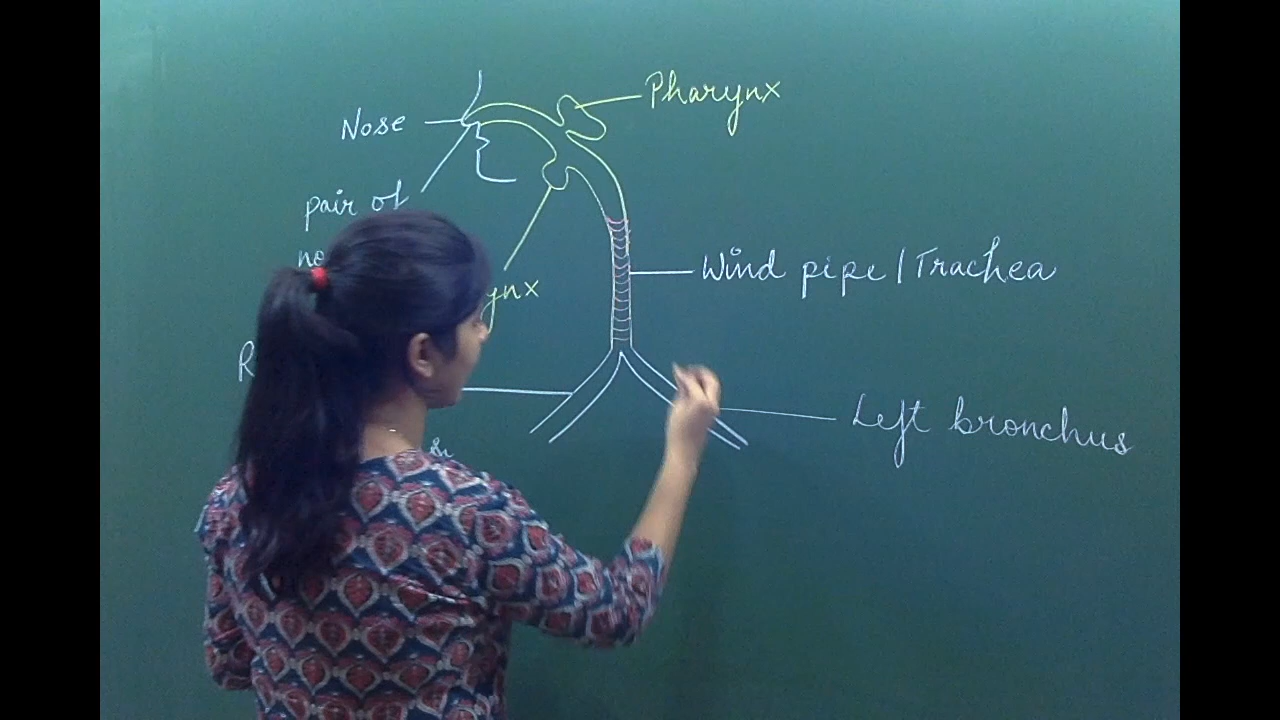 Pharynx
Nose
pair of
Wind pipe / Trachea
Left bronchus